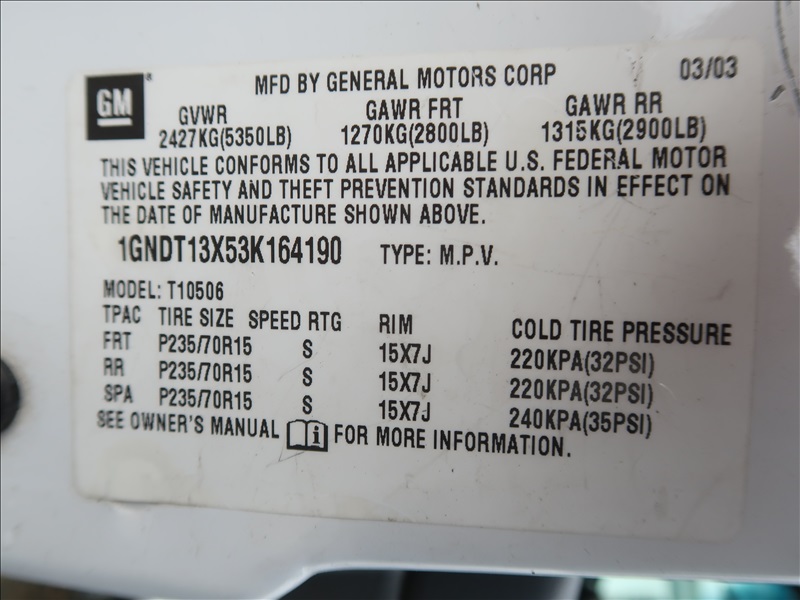 GM®
MFD BY GENERAL MOTORS CORP 03/03
GVWR GAWR FRT GAWR RR
2427KG(5350LB) 1270KG(2800LB) 1315KG(2900LB)
THIS VEHICLE CONFORMS TO ALL APPLICABLE U.S. FEDERAL MOTOR
VEHICLE SAFETY AND THEFT PREVENTION STANDARDS IN EFFECT ON
THE DATE OF MANUFACTURE SHOWN ABOVE.
1GNDT13X53K164190 TYPE: M.P.V.
MODEL: T10506
TPAC TIRE SIZE SPEED RTG RIM COLD TIRE PRESSURE
FRT P235/70R15 S 15X7J 220KPA(32PSI)
RR P235/70R15 S 15X7J 220KPA(32PSI)
SPA P235/70R15 S 15X7J 240KPA(35PSI)
SEE OWNER'S MANUAL i FOR MORE INFORMATION.